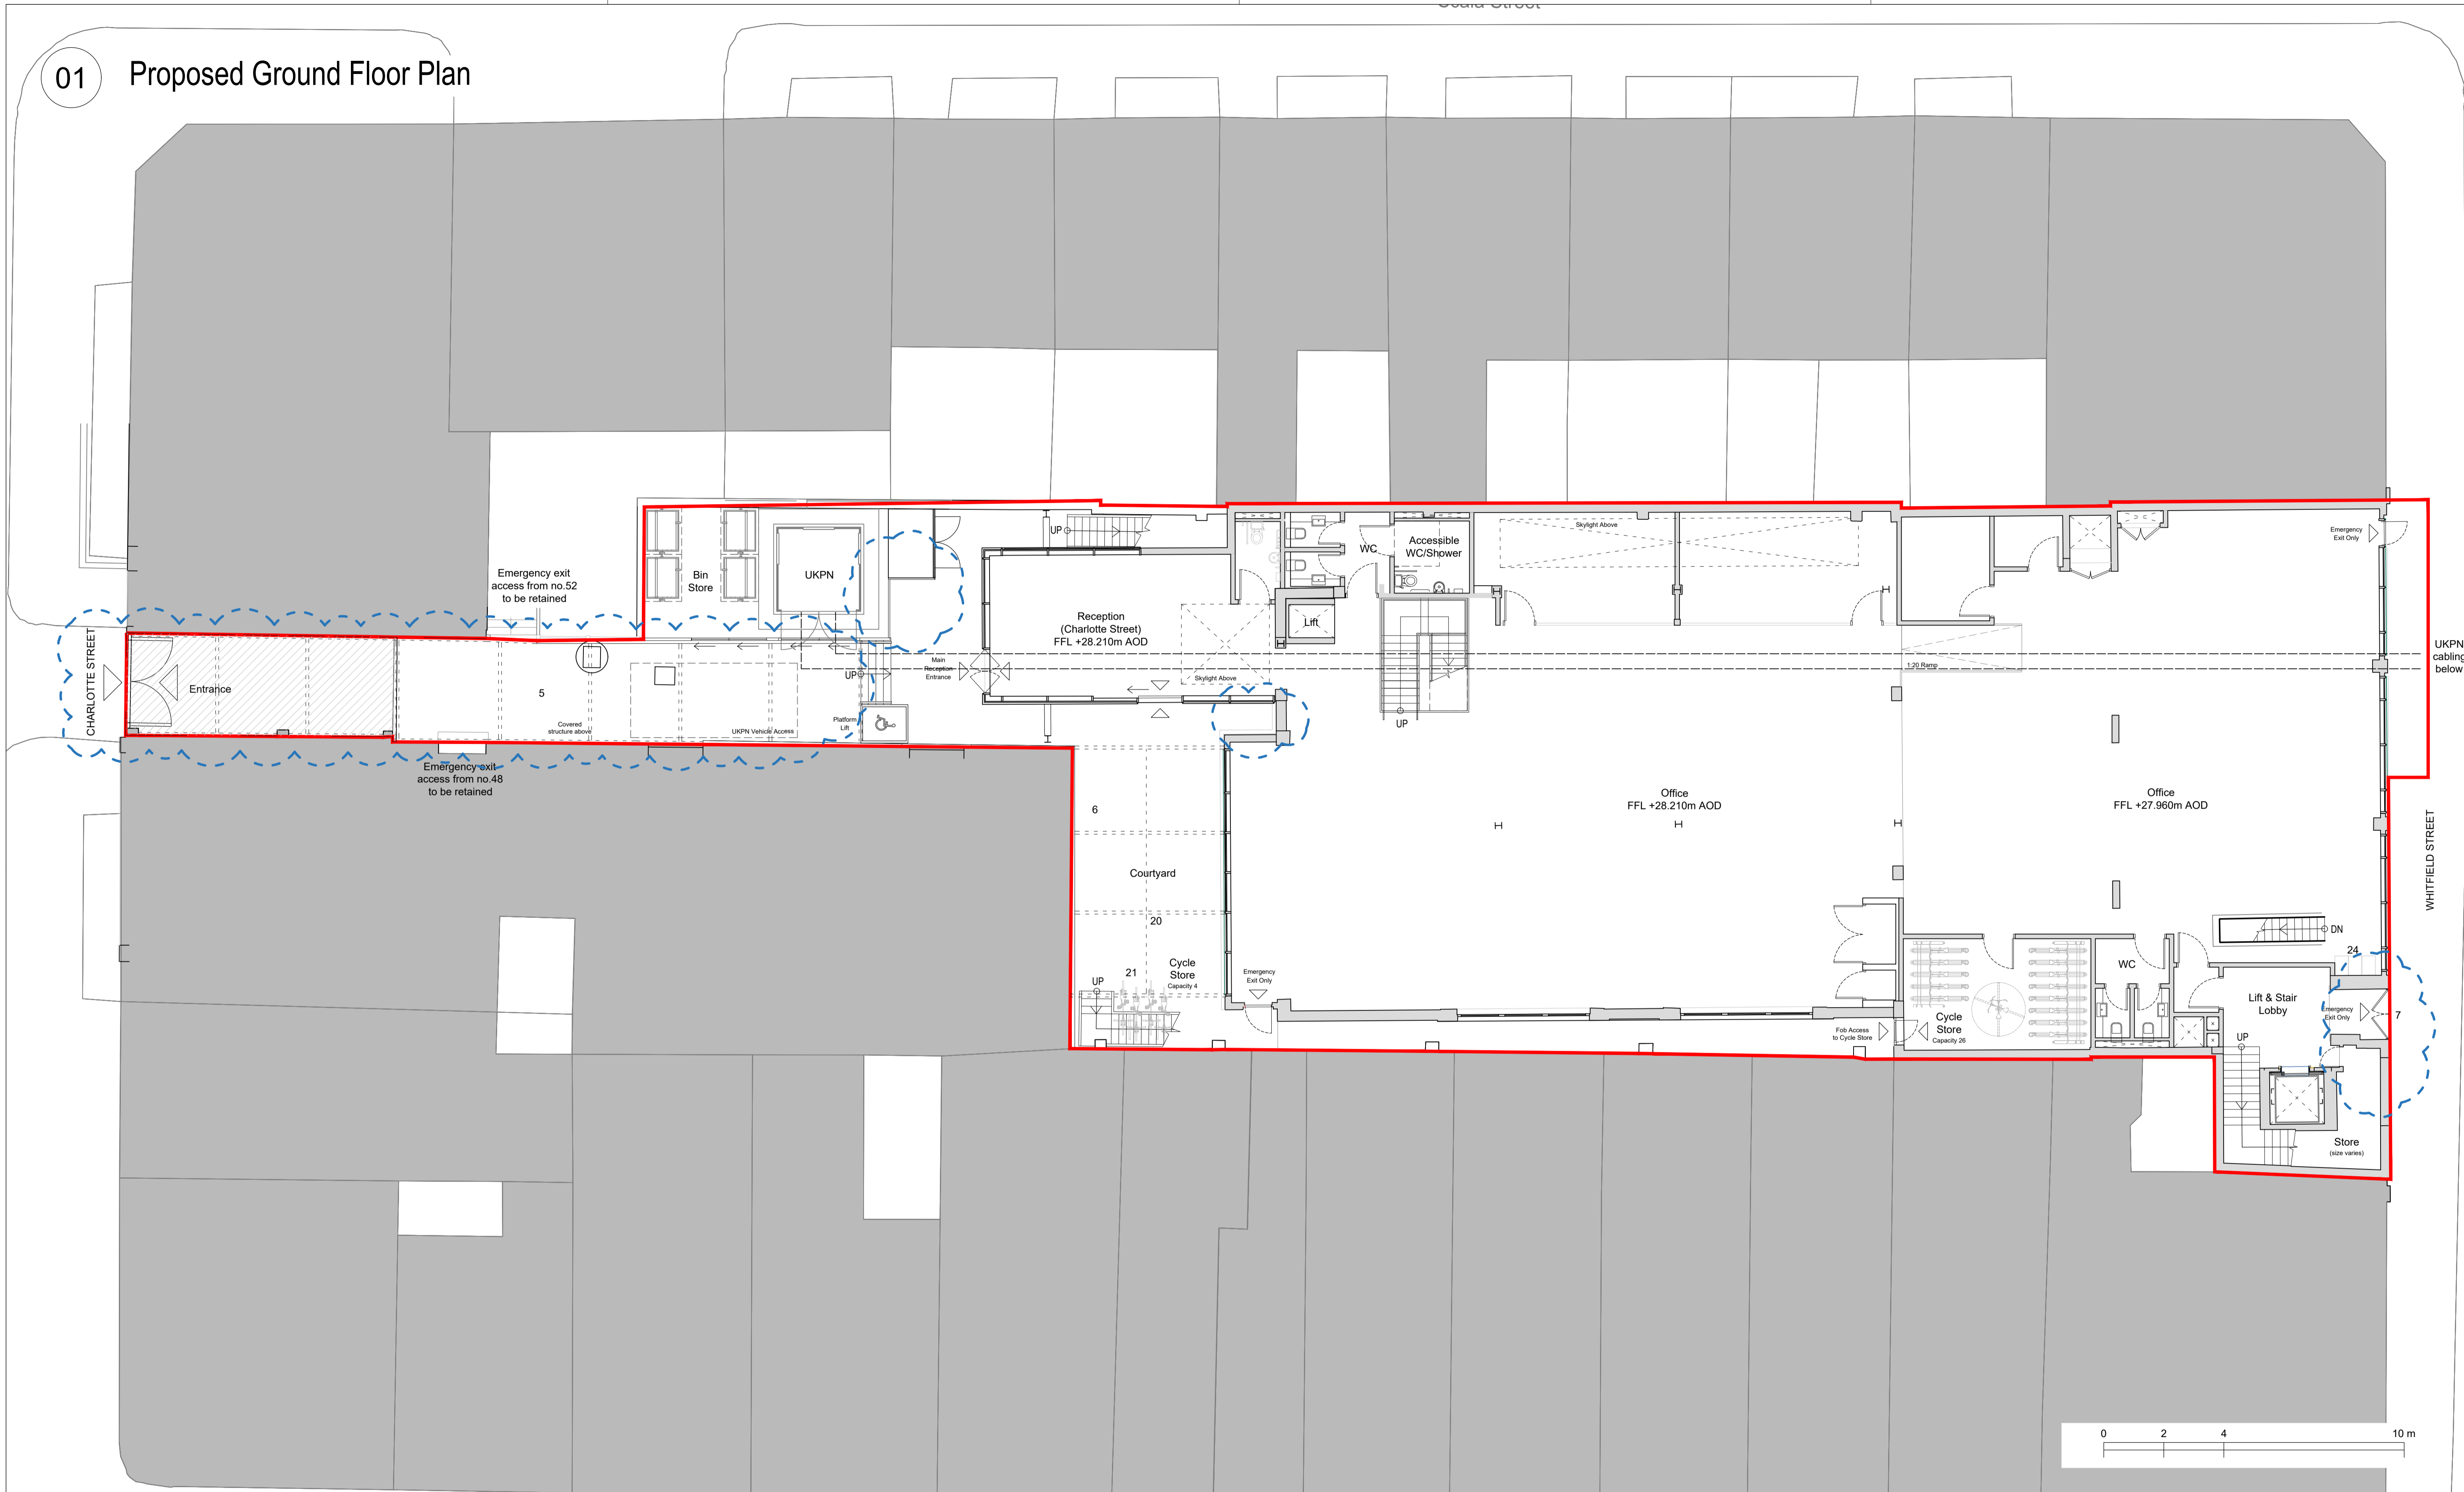 01
Proposed Ground Floor Plan
Skylight Above
Emergency
Exit Only
Accessible
WC/Shower
WC
Emergency exit
access from no.52
to be retained
Bin
Store
UKPN
UP
Reception
(Charlotte Street)
FFL +28.210m AOD
Lift
CHARLOTTE STREET
Entrance
5
Covered
structure above
UKPN Vehicle Access
UP
Platform
Lift
Main
Reception
Entrance
Skylight Above
UP
1:20 Ramp
UKPN
cabling
below
Emergency exit
access from no.48
to be retained
6
Courtyard
20
21
Cycle
Store
Capacity 4
UP
Emergency
Exit Only
Office
FFL +28.210m AOD
Office
FFL +27.960m AOD
WHITFIELD STREET
DN
24
WC
Lift & Stair
Lobby
Emergency
Exit Only
7
Fob Access
to Cycle Store
Cycle
Store
Capacity 26
UP
Store
(size varies)
0
2
4
10 m